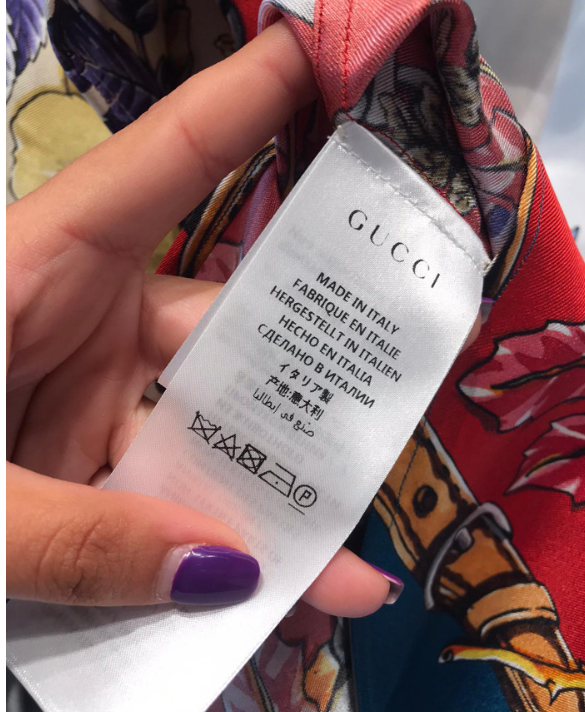 GUCCI
MADE IN ITALY
FABRIQUE EN ITALIE
HERGESTELLT IN ITALIEN
HECHO EN ITALIA
СДЕЛАНО В ИТАЛИИ
イタリア製
产地:意大利
صنع في إيطاليا
P